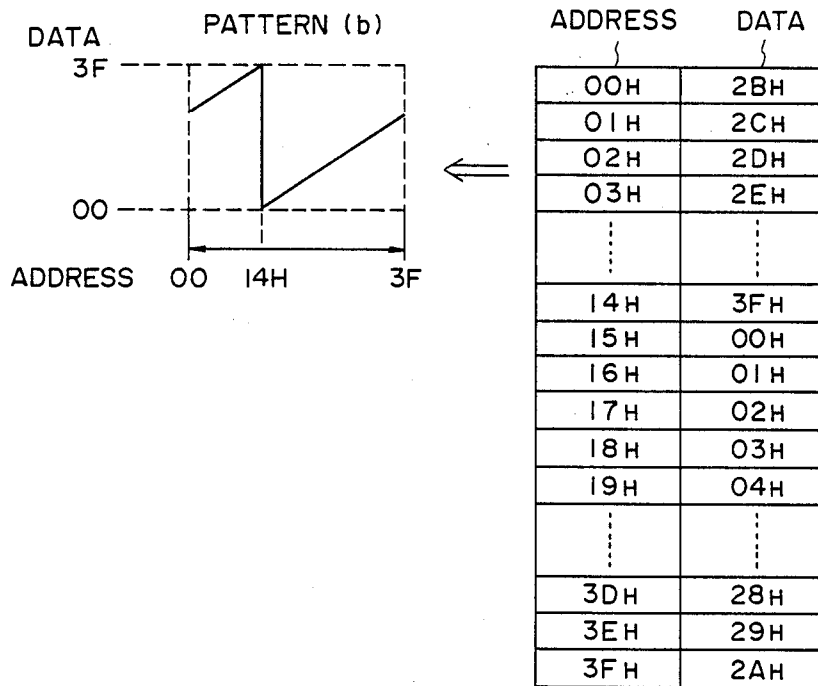 PATTERN (b)
DATA
3F
00
ADDRESS 00 14H 3F
ADDRESS DATA
00H 2BH
01H 2CH
02H 2DH
03H 2EH
14H 3FH
15H 00H
16H 01H
17H 02H
18H 03H
19H 04H
3DH 28H
3EH 29H
3FH 2AH